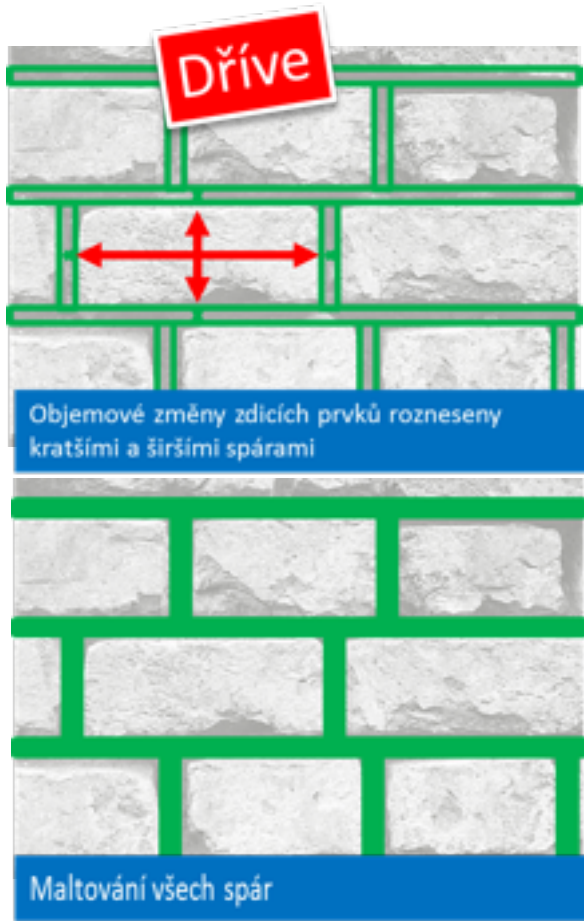 Dříve
Objemové změny zdicích prvků rozneseny
kratšími a širšími spárami
Maltování všech spár